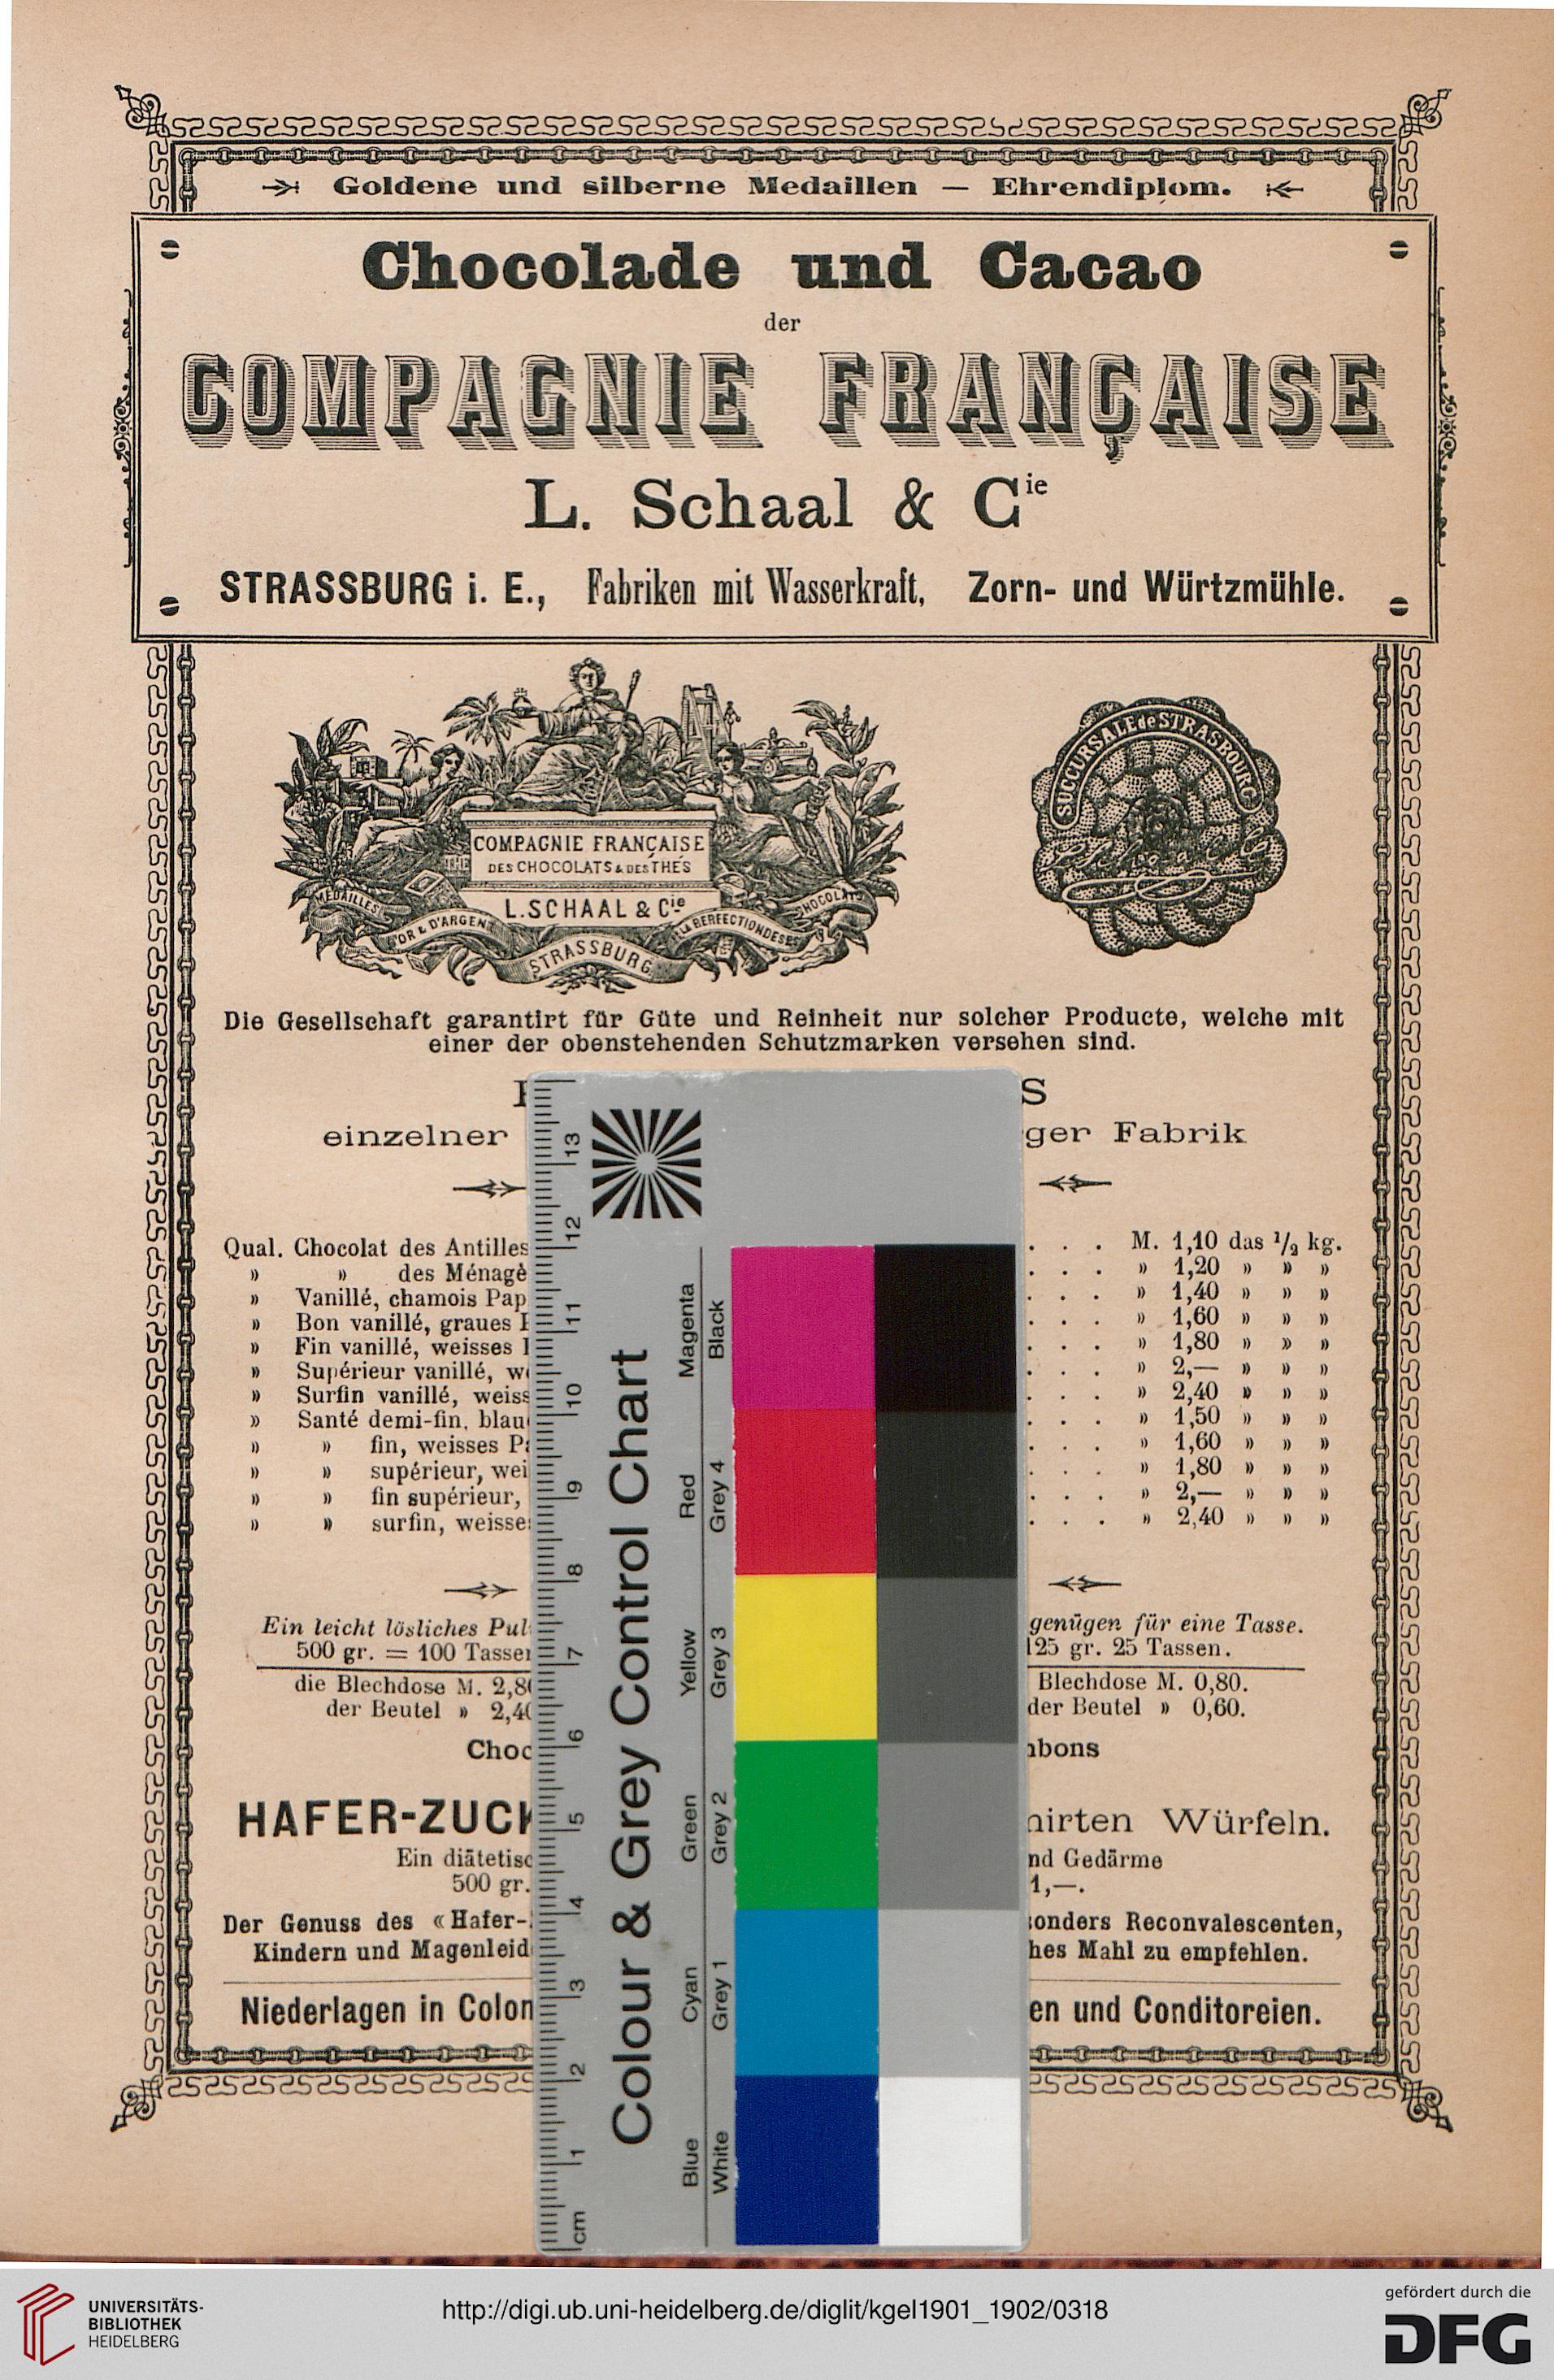 Goldene und silberne Medaillen — Ehrendiplom.
Chocolade und Cacao
der
COMPAGNIE FRANÇAISE
L. Schaal & Cie
STRASSBURG i. E., Fabriken mit Wasserkraft, Zorn- und Würtzmühle.
COMPAGNIE FRANÇAISE
DES CHOCOLATS & DES THÉS
L. SCHAAL & Cie
MEDAILLES
D'OR & D'ARGENT
STRASSBURG
SUCCURSALE de STRASBOURG
Die Gesellschaft garantirt für Güte und Reinheit nur solcher Producte, welche mit
einer der obenstehenden Schutzmarken versehen sind.
S
einzelner ger Fabrik
Qual. Chocolat des Antilles . . . M. 1,10 das 1/2 kg.
» » des Ménagè . . . » 1,20 » » »
» Vanillé, chamois Pap . . . » 1,40 » » »
» Bon vanillé, graues . . . » 1,60 » » »
» Fin vanillé, weisses . . . » 1,80 » » »
» Supérieur vanillé, w . . . » 2,— » » »
» Surfin vanillé, weiss . . . » 2,40 » » »
» Santé demi-fin, blau . . . » 1,50 » » »
» » fin, weisses P . . . » 1,60 » » »
» » supérieur, wei . . . » 1,80 » » »
» » fin supérieur, . . . » 2,— » » »
» » surfin, weisse . . . » 2,40 » » »
Ein leicht lösliches Pul genügen für eine Tasse.
500 gr. = 100 Tassen 125 gr. 25 Tassen.
die Blechdose M. 2,80 Blechdose M. 0,80.
der Beutel » 2,40 der Beutel » 0,60.
Choc nbons
HAFER-ZUCK mirten Würfeln.
Ein diätetisc nd Gedärme
500 gr. 1,—.
Der Genuss des «Hafer- sonders Reconvalescenten,
Kindern und Magenleid hes Mahl zu empfehlen.
Niederlagen in Colon en und Conditoreien.
Colour & Grey Control Chart
Blue Cyan Green Yellow Red Magenta
White Grey 1 Grey 2 Grey 3 Grey 4 Black
cm 1 2 3 4 5 6 7 8 9 10 11 12 13
UNIVERSITÄTS-
BIBLIOTHEK
HEIDELBERG
http://digi.ub.uni-heidelberg.de/diglit/kgel1901_1902/0318
gefördert durch die
DFG